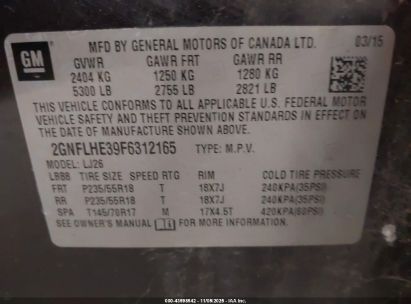 GM
MFD BY GENERAL MOTORS OF CANADA LTD. 03/15
GVWR GAWR FRT GAWR RR
2404 KG 1250 KG 1280 KG
5300 LB 2755 LB 2821 LB
THIS VEHICLE CONFORMS TO ALL APPLICABLE U.S. FEDERAL MOTOR
VEHICLE SAFETY AND THEFT PREVENTION STANDARDS IN EFFECT ON
THE DATE OF MANUFACTURE SHOWN ABOVE.
2GNFLHE39F6312165 TYPE: M.P.V.
MODEL: LJ26
TIRE SIZE SPEED RTG RIM COLD TIRE PRESSURE
FRT P235/55R18 T 18X7J 240KPA(35PSI)
RR P235/55R18 T 18X7J 240KPA(35PSI)
SPA T145/70R17 M 17X4.5T 420KPA(60PSI)
SEE OWNER'S MANUAL FOR MORE INFORMATION.